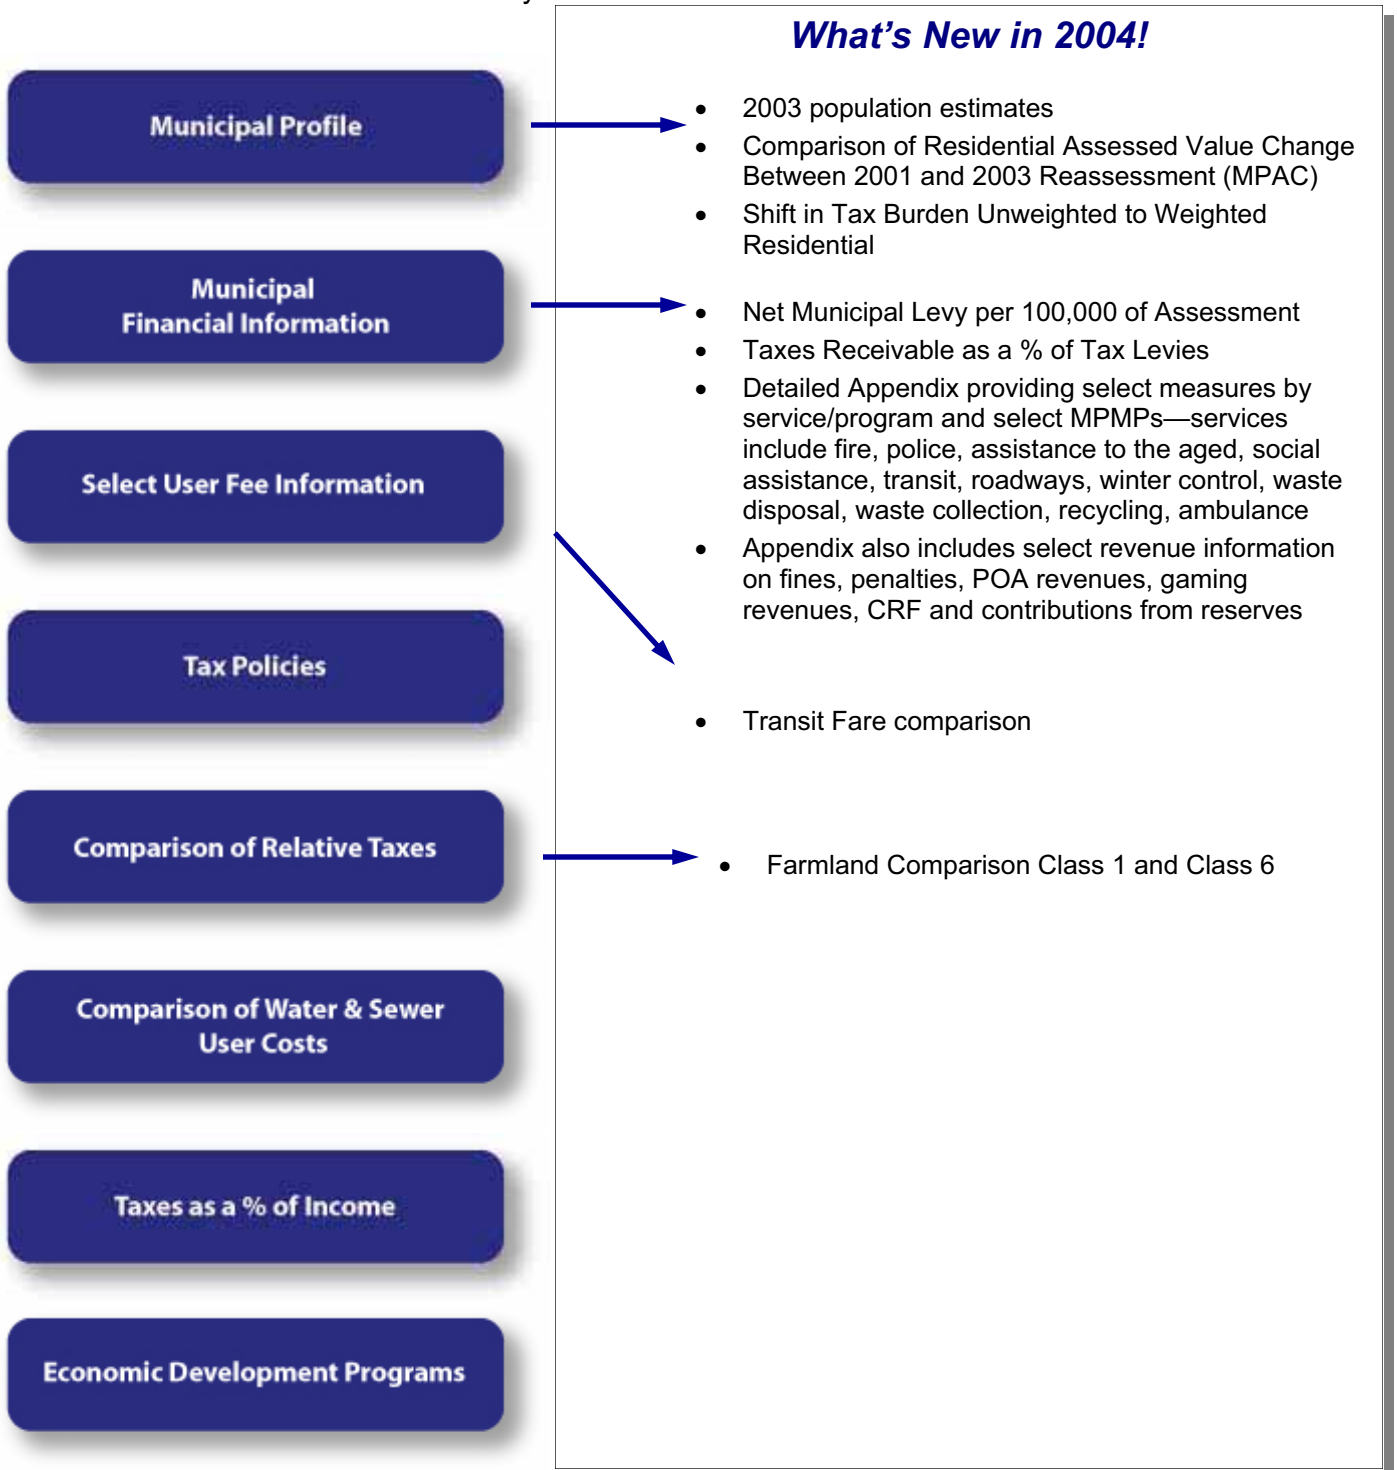 y
What's New in 2004!
Municipal Profile
• 2003 population estimates
• Comparison of Residential Assessed Value Change
Between 2001 and 2003 Reassessment (MPAC)
• Shift in Tax Burden Unweighted to Weighted
Residential
Municipal
Financial Information
• Net Municipal Levy per 100,000 of Assessment
• Taxes Receivable as a % of Tax Levies
• Detailed Appendix providing select measures by
service/program and select MPMPs—services
include fire, police, assistance to the aged, social
assistance, transit, roadways, winter control, waste
disposal, waste collection, recycling, ambulance
• Appendix also includes select revenue information
on fines, penalties, POA revenues, gaming
revenues, CRF and contributions from reserves
Select User Fee Information
• Transit Fare comparison
Tax Policies
Comparison of Relative Taxes
• Farmland Comparison Class 1 and Class 6
Comparison of Water & Sewer
User Costs
Taxes as a % of Income
Economic Development Programs